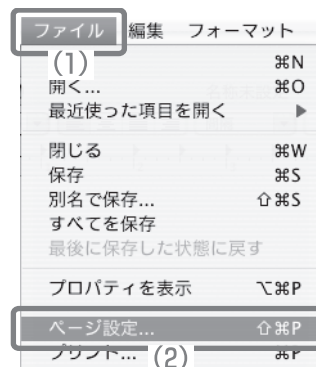 ファイル 編集 フォーマット
(1)
⌘N
開く... ⌘O
最近使った項目を開く ▶
閉じる ⌘W
保存 ⌘S
別名で保存... ⇧⌘S
すべてを保存
最後に保存した状態に戻す
プロパティを表示 ⌥⌘P
ページ設定... ⇧⌘P
プリント... ⌘P
(2)